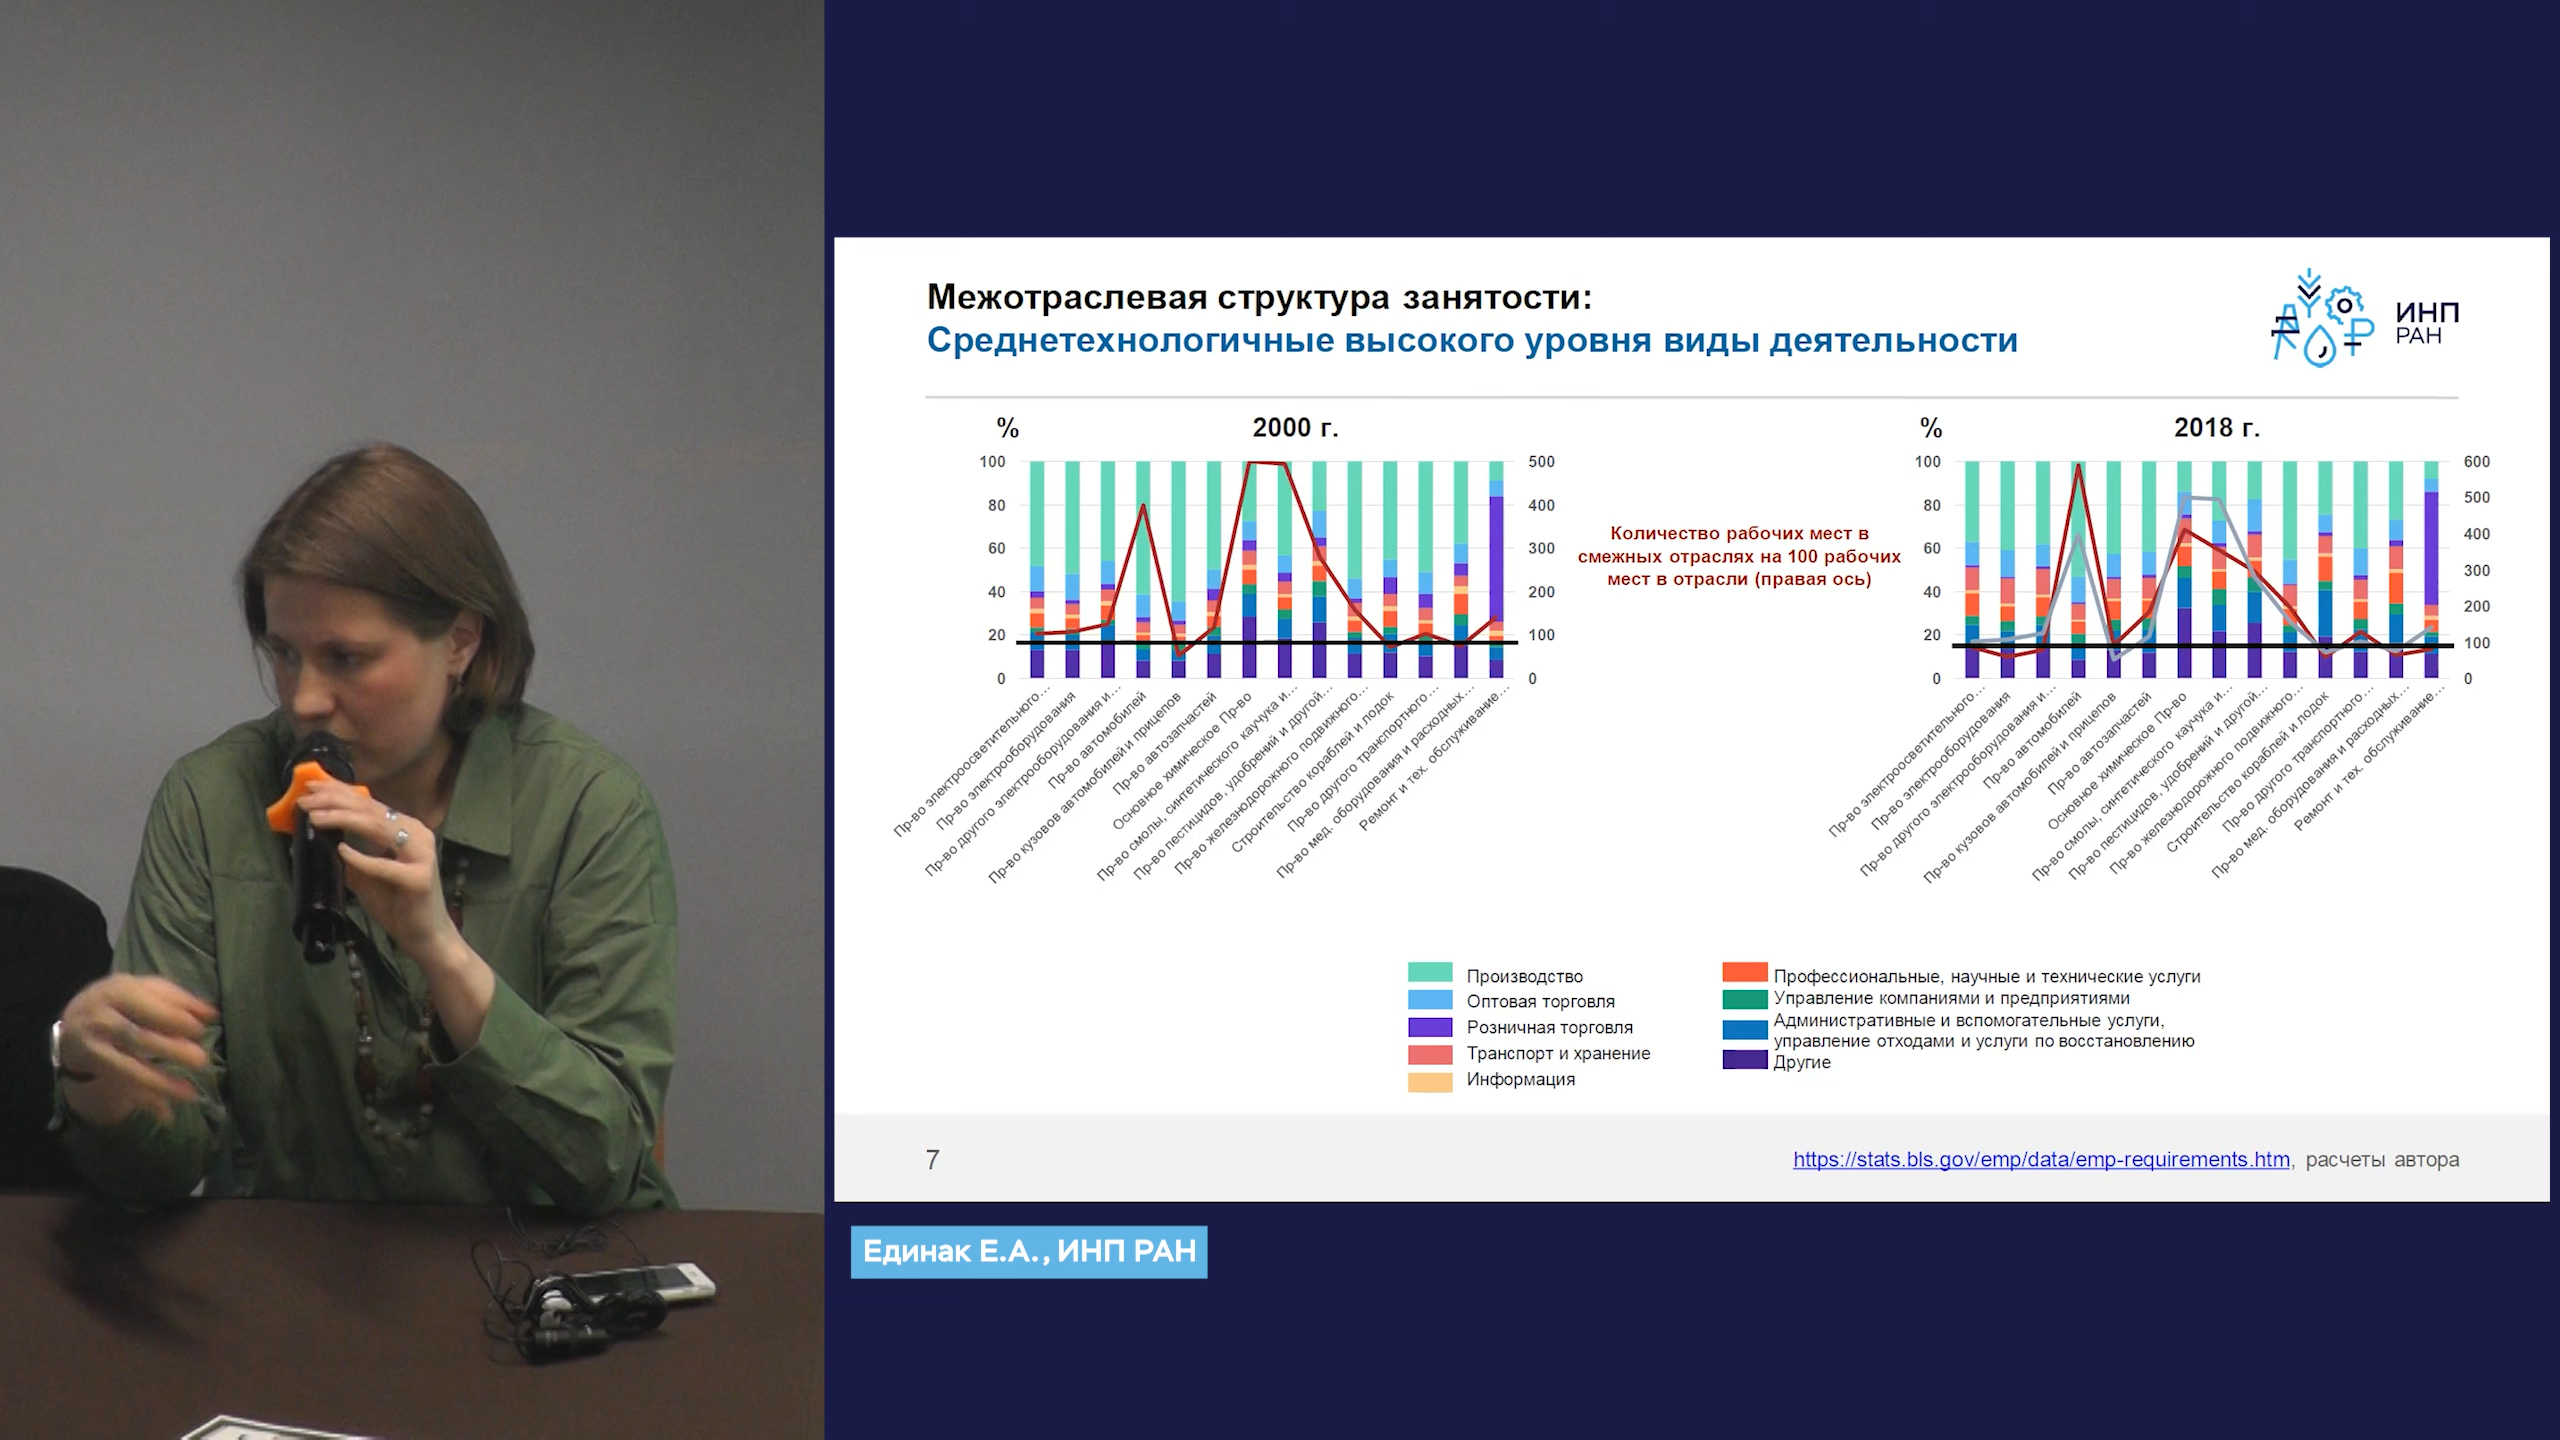 Межотраслевая структура занятости:
Среднетехнологичные высокого уровня виды деятельности
ИНП
РАН
% 2000 г.
100
80
60
40
20
0
500
400
300
200
100
0
Пр-во электроосветительного…
Пр-во электрооборудования
Пр-во другого электрооборудования и…
Пр-во автомобилей
Пр-во кузовов автомобилей и прицепов
Пр-во автозапчастей
Основное химическое Пр-во
Пр-во смолы, синтетического каучука и…
Пр-во пестицидов, удобрений и другой…
Пр-во железнодорожного подвижного…
Строительство кораблей и лодок
Пр-во другого транспортного…
Пр-во мед. оборудования и расходных…
Ремонт и тех. обслуживание…
Количество рабочих мест в
смежных отраслях на 100 рабочих
мест в отрасли (правая ось)
% 2018 г.
100
80
60
40
20
0
600
500
400
300
200
100
0
Пр-во электроосветительного…
Пр-во электрооборудования
Пр-во другого электрооборудования и…
Пр-во автомобилей
Пр-во кузовов автомобилей и прицепов
Пр-во автозапчастей
Основное химическое Пр-во
Пр-во смолы, синтетического каучука и…
Пр-во пестицидов, удобрений и другой…
Пр-во железнодорожного подвижного…
Строительство кораблей и лодок
Пр-во другого транспортного…
Пр-во мед. оборудования и расходных…
Ремонт и тех. обслуживание…
Производство
Оптовая торговля
Розничная торговля
Транспорт и хранение
Информация
Профессиональные, научные и технические услуги
Управление компаниями и предприятиями
Административные и вспомогательные услуги,
управление отходами и услуги по восстановлению
Другие
7
https://stats.bls.gov/emp/data/emp-requirements.htm, расчеты автора
Единак Е.А., ИНП РАН